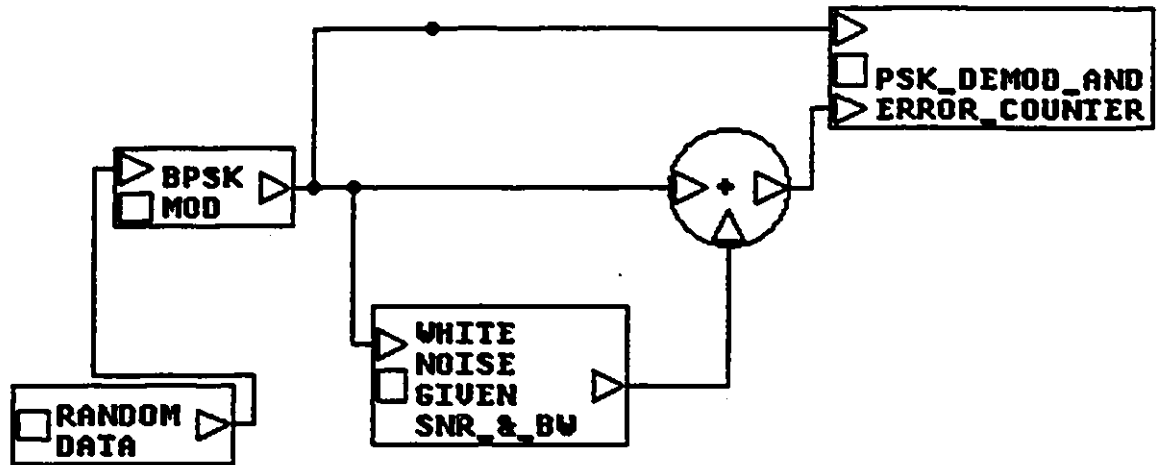 PSK_DEMOD_AND
ERROR_COUNTER
BPSK
MOD
+
WHITE
NOISE
GIVEN
SNR_&_BW
RANDOM
DATA